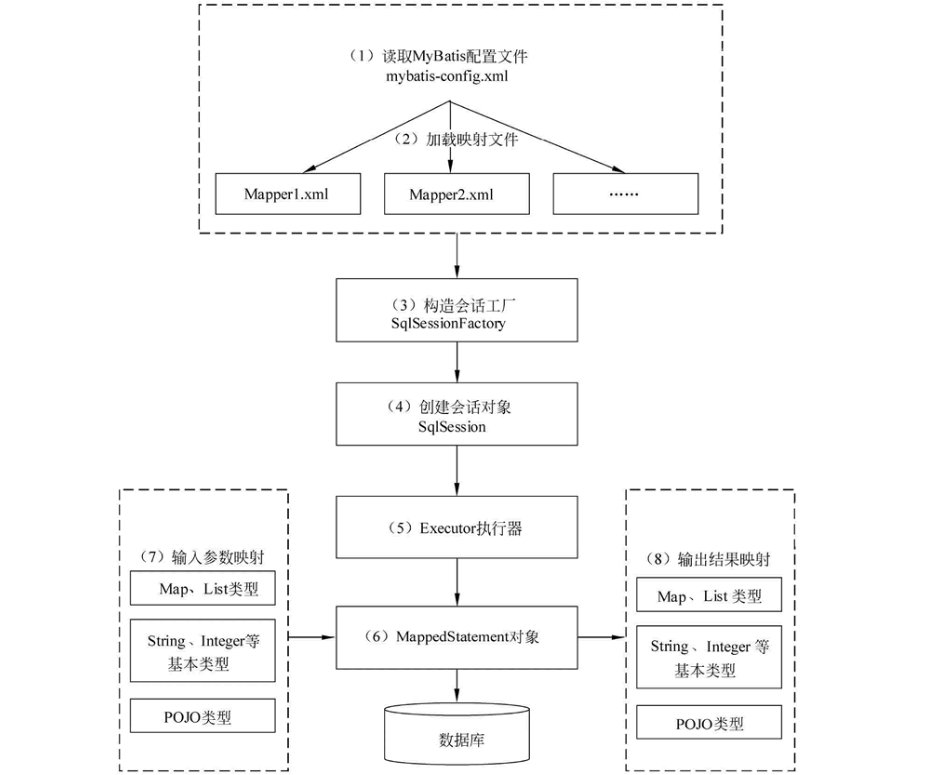 （1）读取MyBatis配置文件
mybatis-config.xml
（2）加载映射文件
Mapper1.xml
Mapper2.xml
……
（3）构造会话工厂
SqlSessionFactory
（4）创建会话对象
SqlSession
（5）Executor执行器
（7）输入参数映射
Map、List类型
String、Integer等
基本类型
POJO类型
（6）MappedStatement对象
（8）输出结果映射
Map、List 类型
String、Integer 等
基本类型
POJO类型
数据库